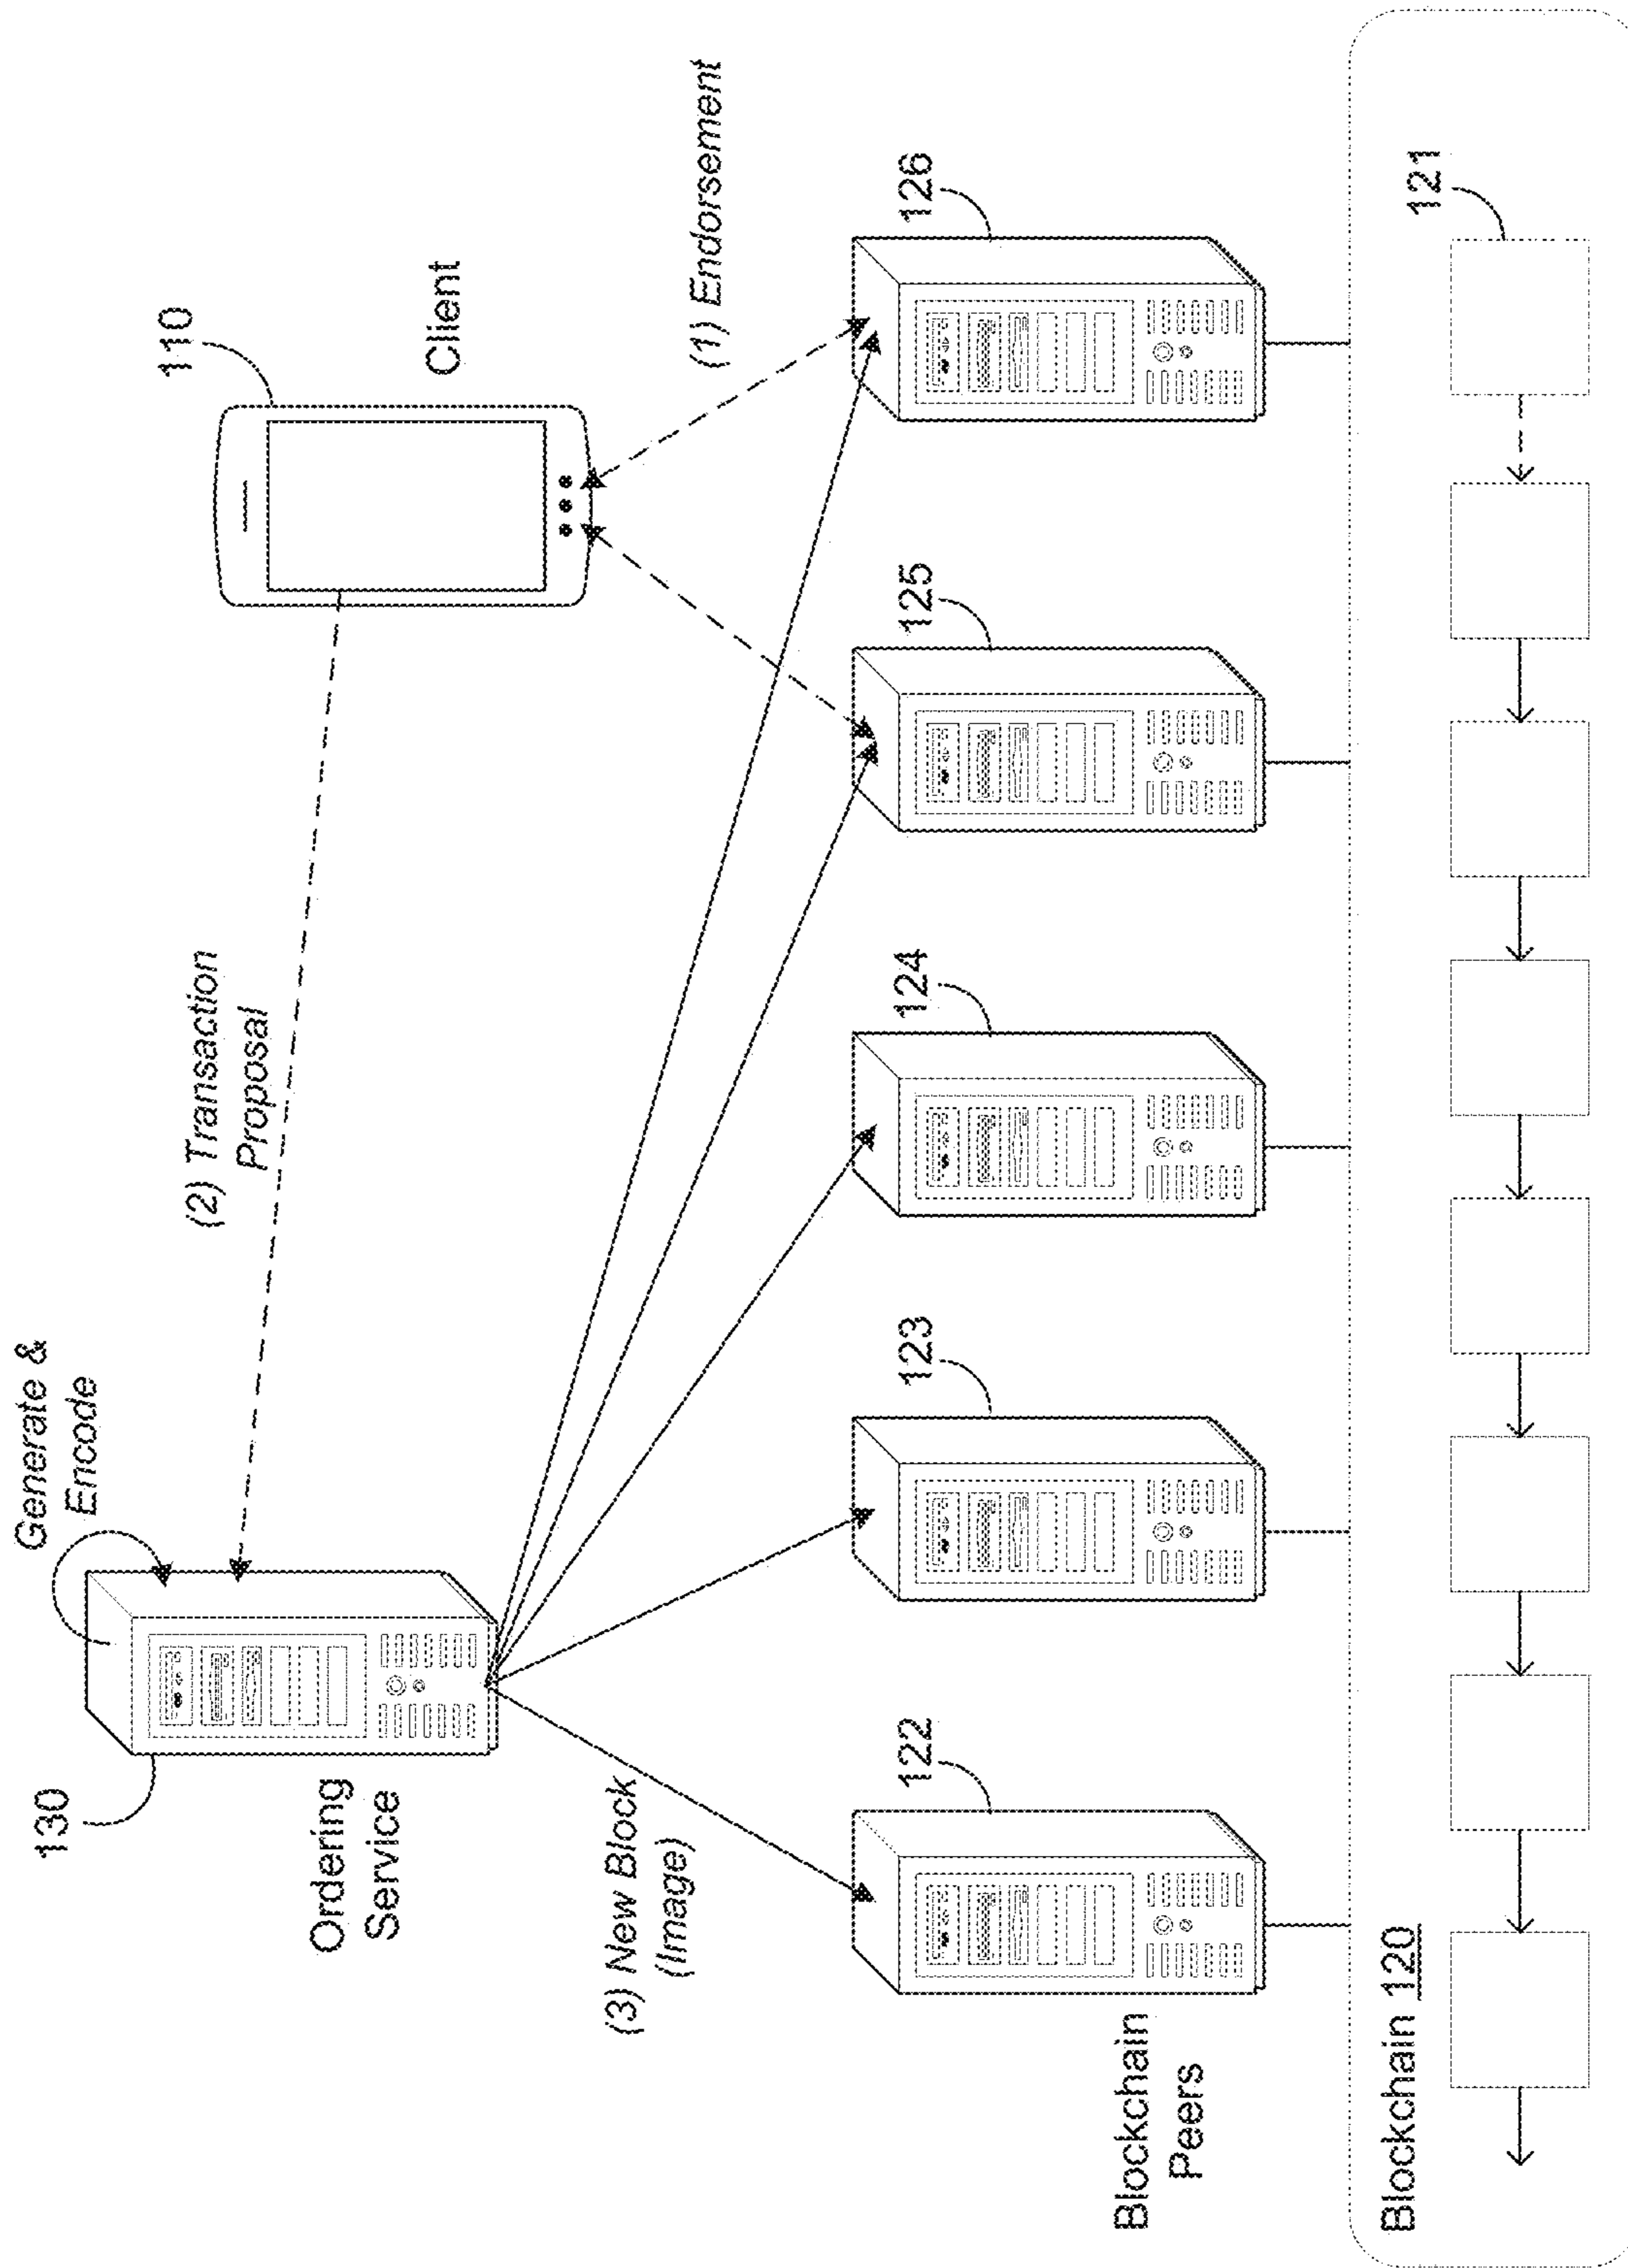 Generate &
Encode
130
Ordering
Service
(2) Transaction
Proposal
110
Client
(1) Endorsement
(3) New Block
(Image)
122
123
124
125
126
Blockchain
Peers
Blockchain 120
121